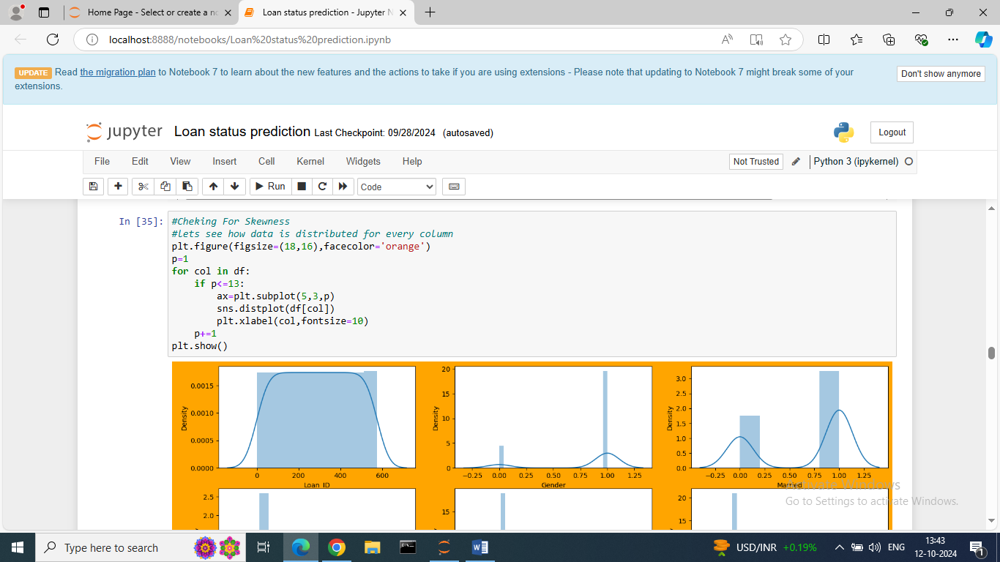 Home Page - Select or create a no
Loan status prediction - Jupyter N
localhost:8888/notebooks/Loan%20status%20prediction.ipynb
UPDATE Read the migration plan to Notebook 7 to learn about the new features and the actions to take if you are using extensions - Please note that updating to Notebook 7 might break some of your
extensions.
Don't show anymore
jupyter Loan status prediction Last Checkpoint: 09/28/2024 (autosaved)
Logout
File Edit View Insert Cell Kernel Widgets Help
Not Trusted
Python 3 (ipykernel)
Run
Code
In [35]:
#Cheking For Skewness
#lets see how data is distributed for every column
plt.figure(figsize=(18,16),facecolor='orange')
p=1
for col in df:
    if p<=13:
        ax=plt.subplot(5,3,p)
        sns.distplot(df[col])
        plt.xlabel(col,fontsize=10)
    p+=1
plt.show()
0.0015
0.0010
0.0005
0.0000
Density
0 200 400 600
Loan_ID
20
15
10
5
0
Density
−0.25 0.00 0.25 0.50 0.75 1.00 1.25
Gender
3.0
2.5
2.0
1.5
1.0
0.5
0.0
Density
−0.25 0.00 0.25 0.50 0.75 1.00 1.25
Married
2.5
2.0
15
20
15
Activate Windows
Go to Settings to activate Windows.
Type here to search
USD/INR +0.19%
ENG
13:43
12-10-2024
1